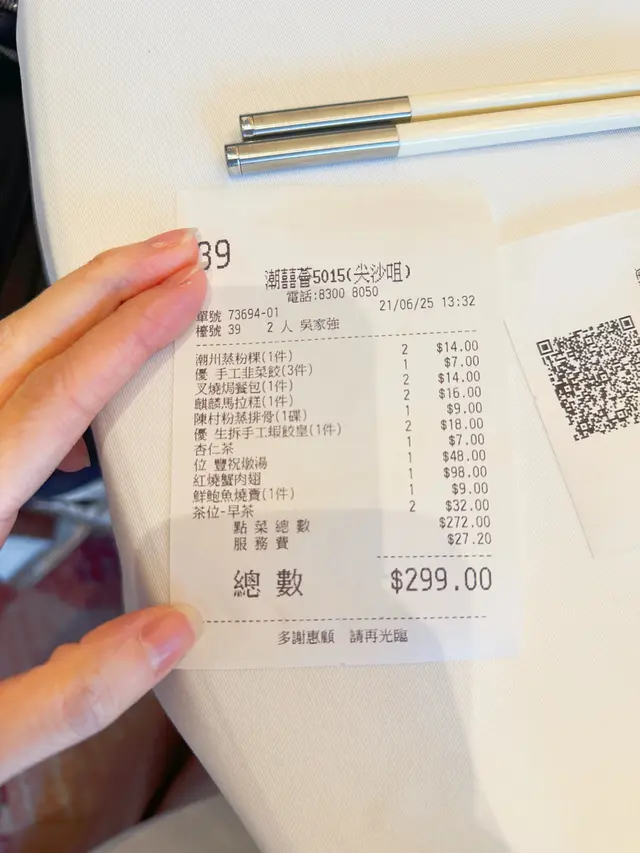 39
潮囍薈5015(尖沙咀)
電話:8300 8050
單號 73694-01 21/06/25 13:32
檯號 39 2 人 吳家強
潮州蒸粉粿(1件) 2 $14.00
優 手工韭菜餃(3件) 1 $7.00
叉燒焗餐包(1件) 2 $14.00
麒麟馬拉糕(1件) 2 $16.00
陳村粉蒸排骨(1碟) 1 $9.00
優 生拆手工蝦餃皇(1件) 2 $18.00
杏仁茶 1 $7.00
位 豐祝燉湯 1 $48.00
紅燒蟹肉翅 1 $98.00
鮮鮑魚燒賣(1件) 1 $9.00
茶位-早茶 2 $32.00
點菜總數 $272.00
服務費 $27.20
總數 $299.00
多謝惠顧 請再光臨